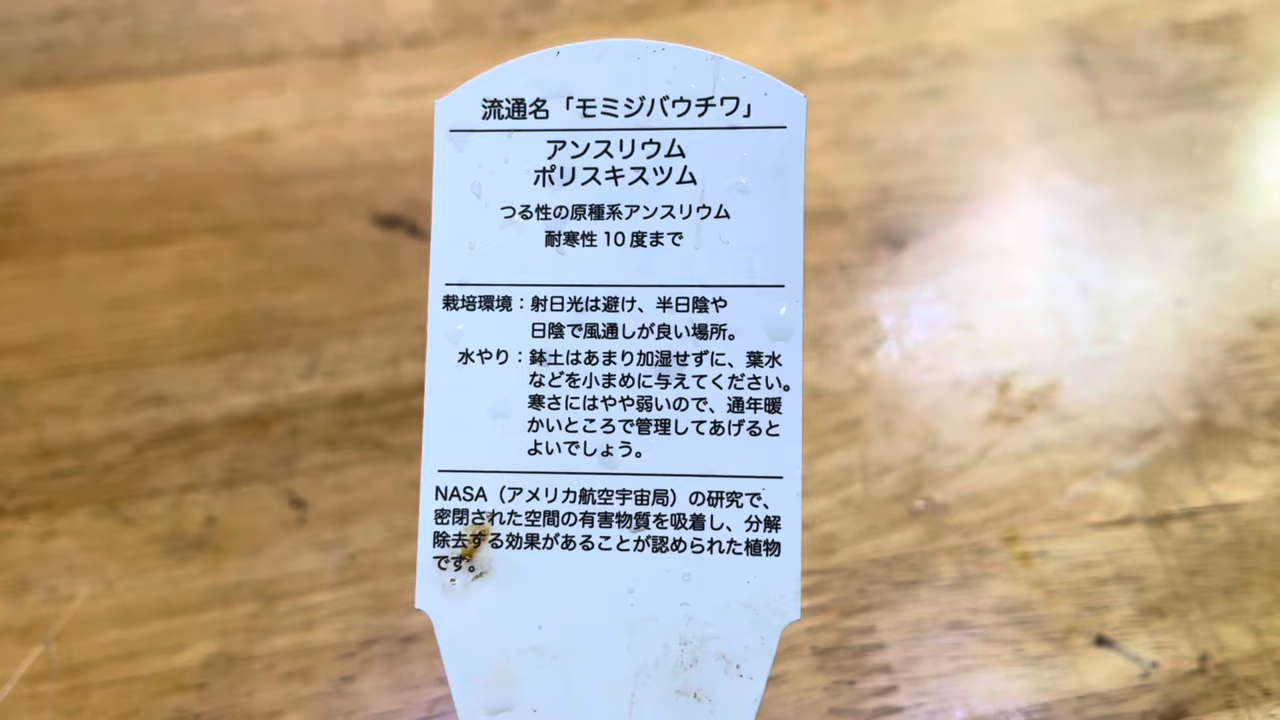 流通名「モミジバウチワ」
アンスリウム
ポリスキスツム
つる性の原種系アンスリウム
耐寒性 10 度まで
栽培環境：射日光は避け、半日陰や
日陰で風通しが良い場所。
水やり：鉢土はあまり加湿せずに、葉水
などを小まめに与えてください。
寒さにはやや弱いので、通年暖
かいところで管理してあげると
よいでしょう。
NASA（アメリカ航空宇宙局）の研究で、
密閉された空間の有害物質を吸着し、分解
除去する効果があることが認められた植物
です。